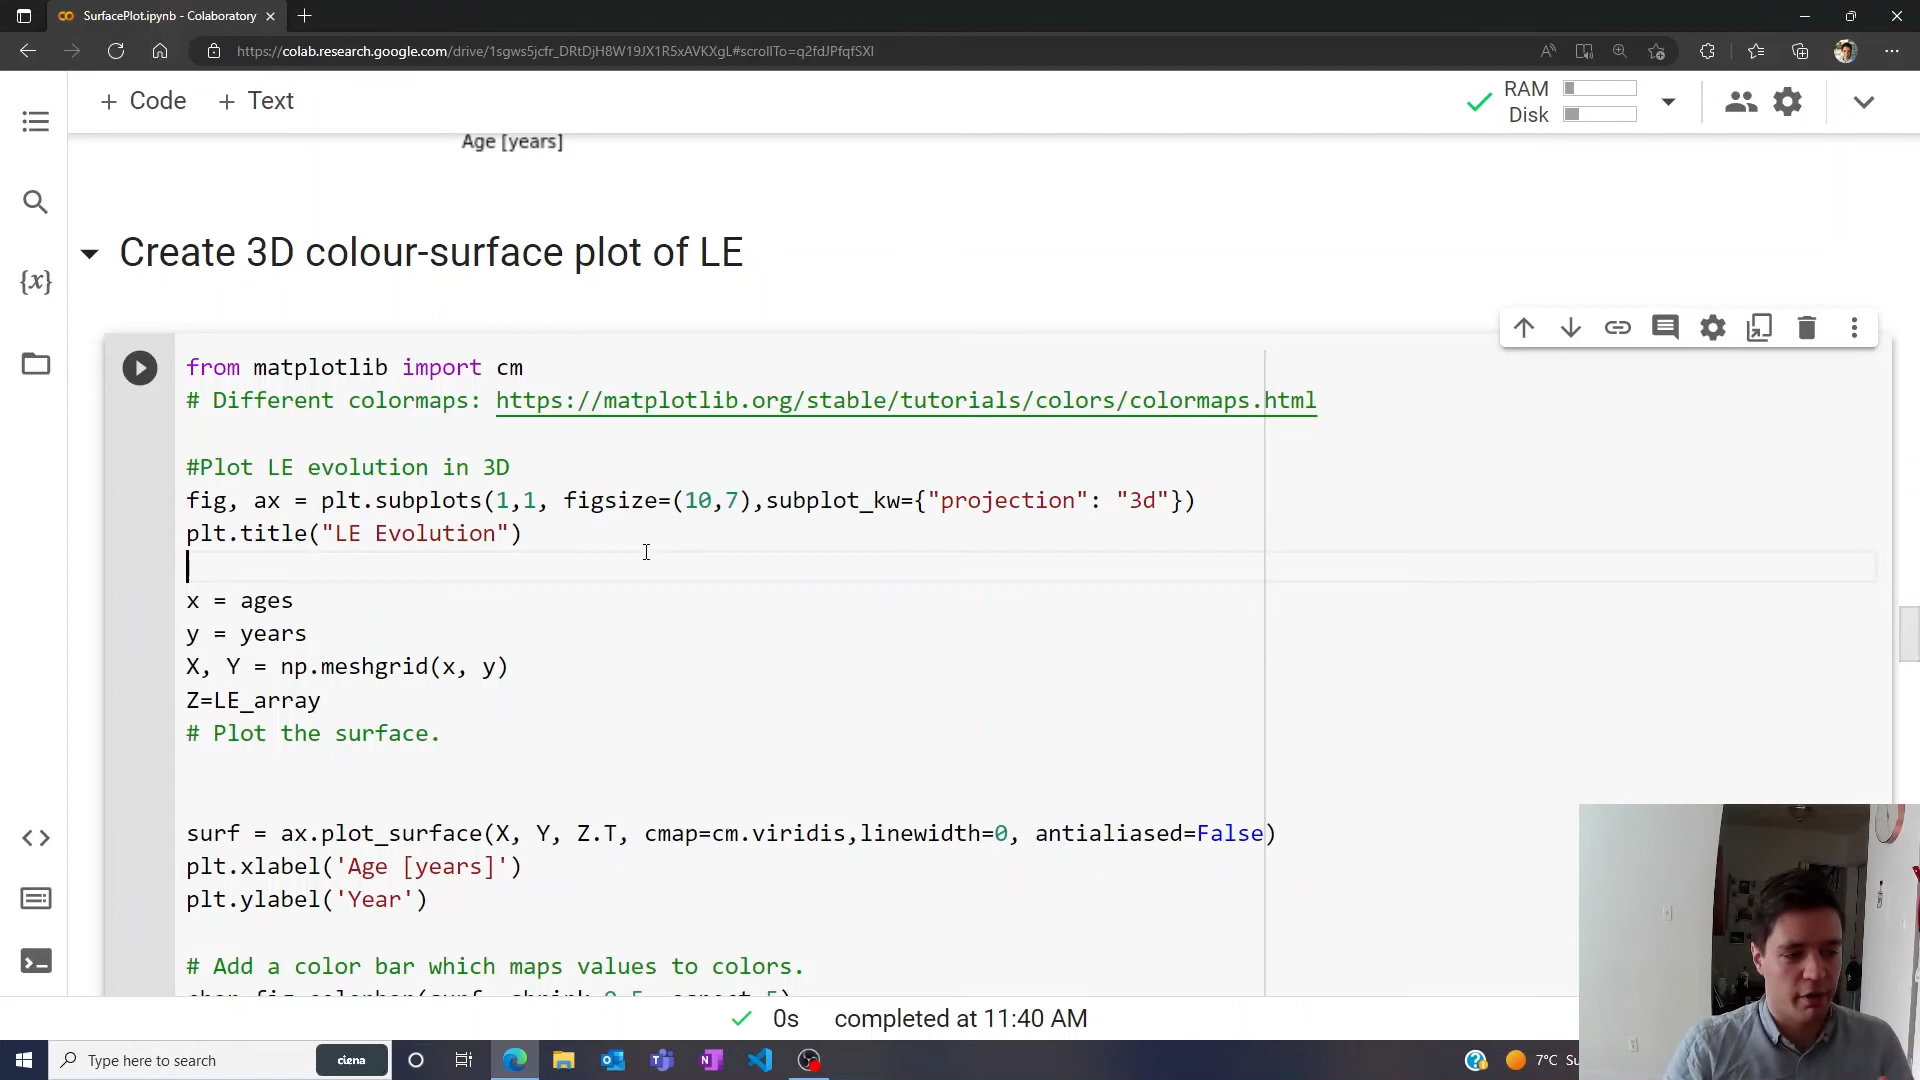 SurfacePlot.ipynb - Colaboratory
https://colab.research.google.com/drive/1sgws5jcfr_DRtDjH8W19JX1R5xAVKXgL#scrollTo=q2fdJPfqfSXI
+ Code + Text
RAM
Disk
Age [years]
Create 3D colour-surface plot of LE
from matplotlib import cm
# Different colormaps: https://matplotlib.org/stable/tutorials/colors/colormaps.html
#Plot LE evolution in 3D
fig, ax = plt.subplots(1,1, figsize=(10,7),subplot_kw={"projection": "3d"})
plt.title("LE Evolution")
x = ages
y = years
X, Y = np.meshgrid(x, y)
Z=LE_array
# Plot the surface.
surf = ax.plot_surface(X, Y, Z.T, cmap=cm.viridis,linewidth=0, antialiased=False)
plt.xlabel('Age [years]')
plt.ylabel('Year')
# Add a color bar which maps values to colors.
0s completed at 11:40 AM
Type here to search
ciena
7°C Su